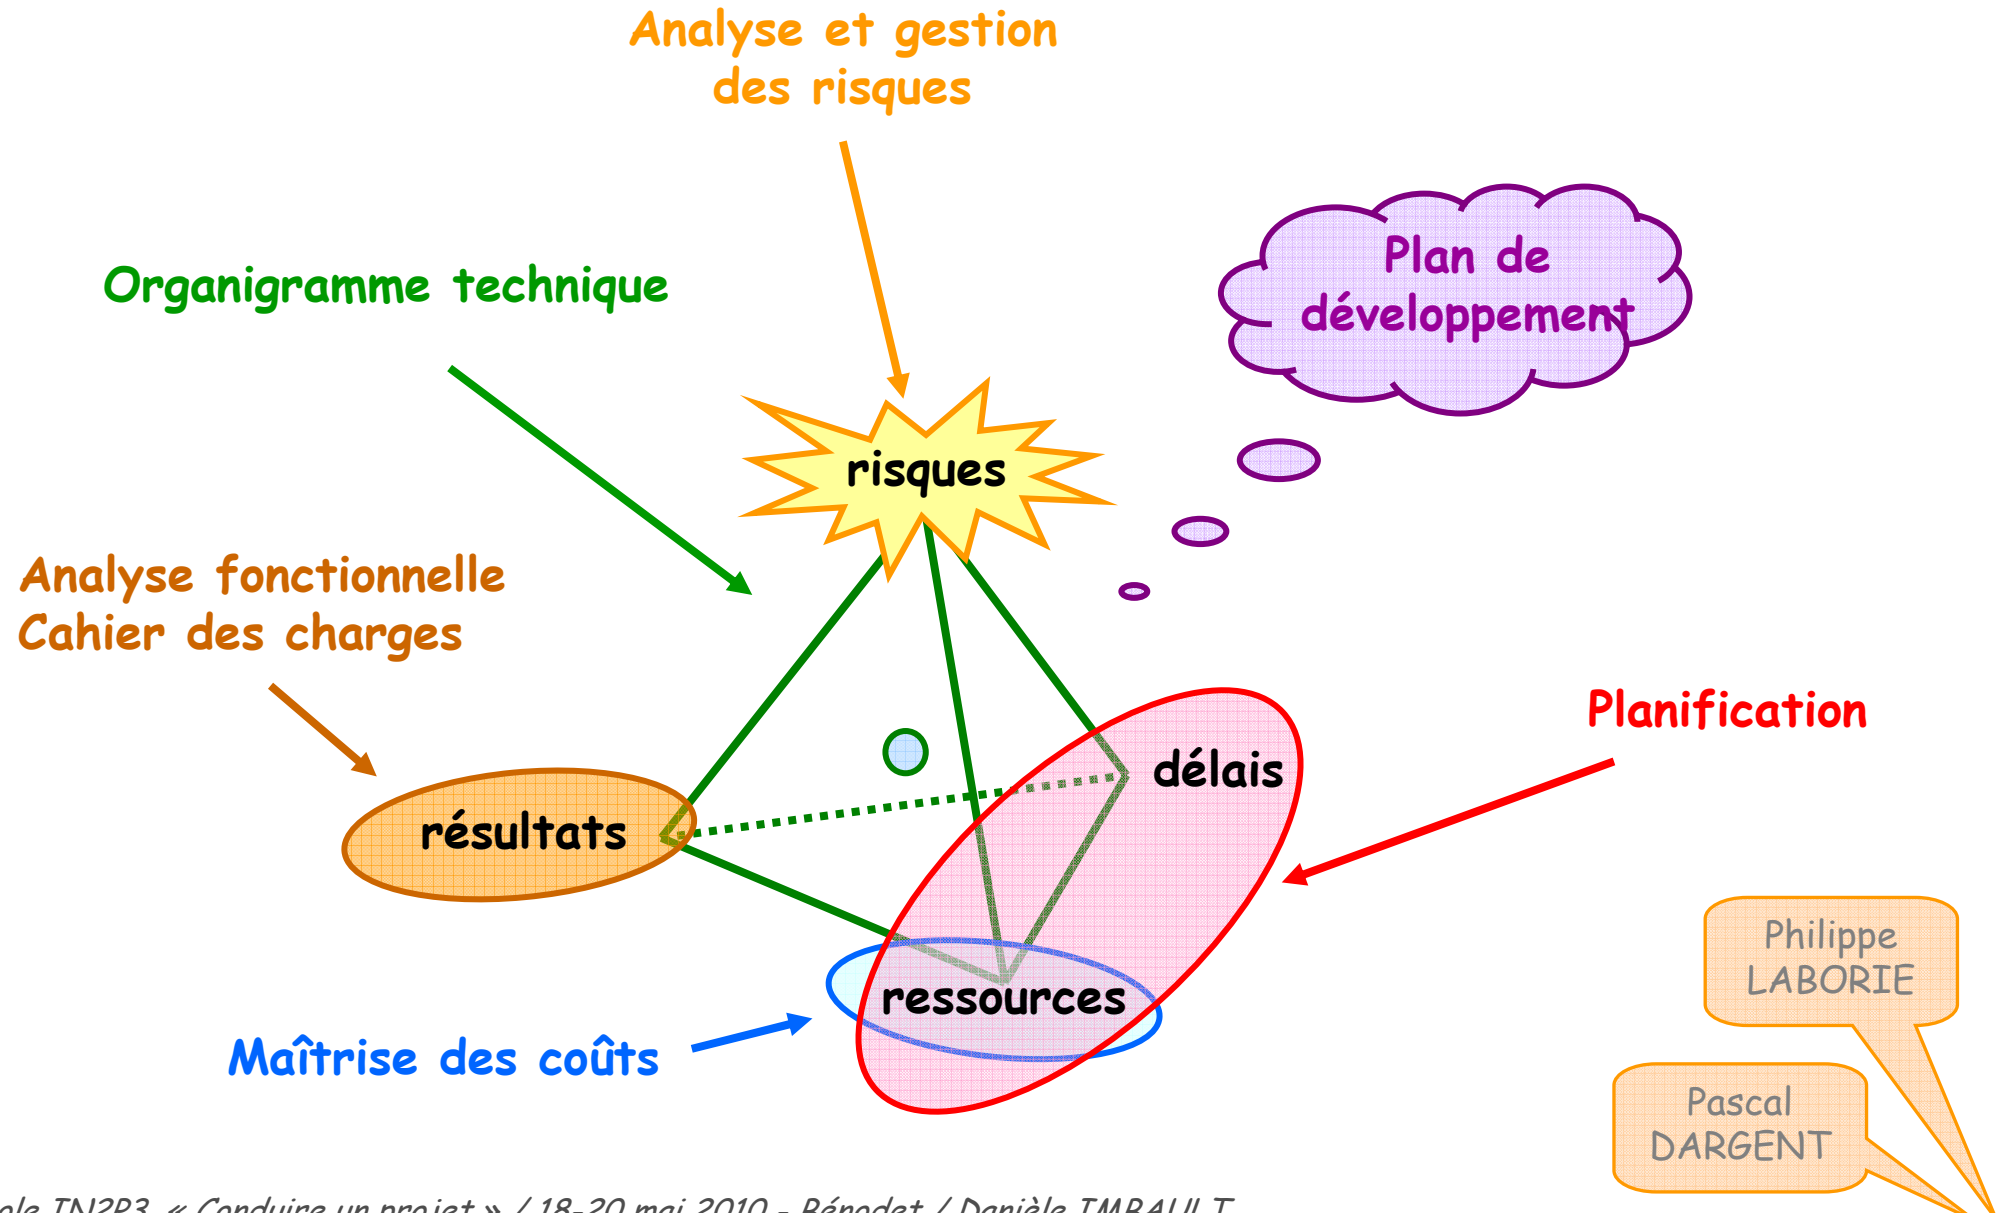 Analyse et gestion
des risques
Plan de
développement
Organigramme technique
risques
Analyse fonctionnelle
Cahier des charges
Planification
délais
résultats
Philippe
LABORIE
ressources
Maîtrise des coûts
Pascal
DARGENT
IN2P3 « Conduire un projet » / 18-20 mai 2010 - Bénodet / Danièle IMBAULT